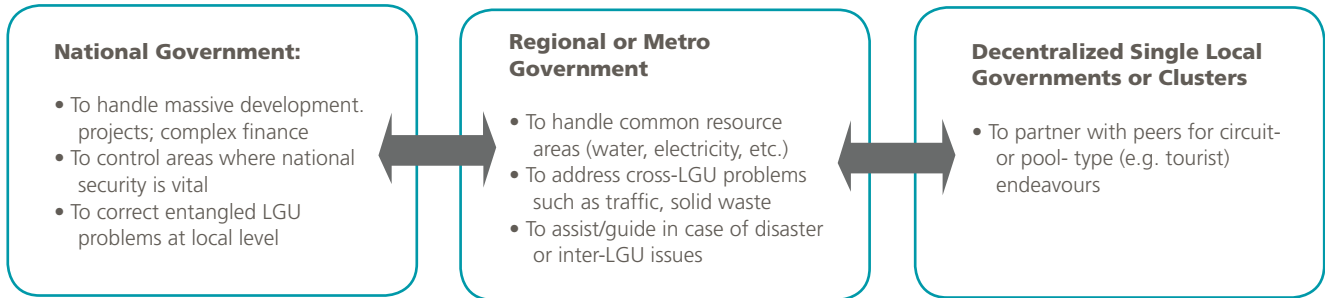 National Government:
• To handle massive development.
projects; complex finance
• To control areas where national
security is vital
• To correct entangled LGU
problems at local level
Regional or Metro
Government
• To handle common resource
areas (water, electricity, etc.)
• To address cross-LGU problems
such as traffic, solid waste
• To assist/guide in case of disaster
or inter-LGU issues
Decentralized Single Local
Governments or Clusters
• To partner with peers for circuit-
or pool- type (e.g. tourist)
endeavours